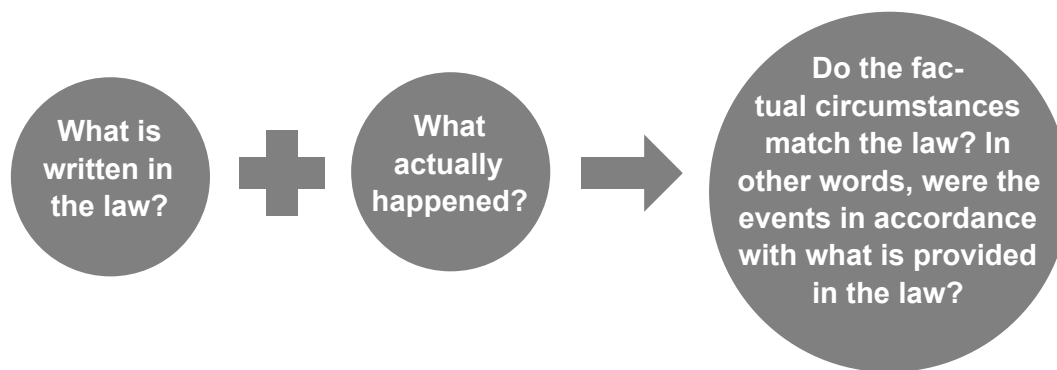 What is
written in
the law?
What
actually
happened?
Do the fac-
tual circumstances
match the law? In
other words, were the
events in accordance
with what is provided
in the law?